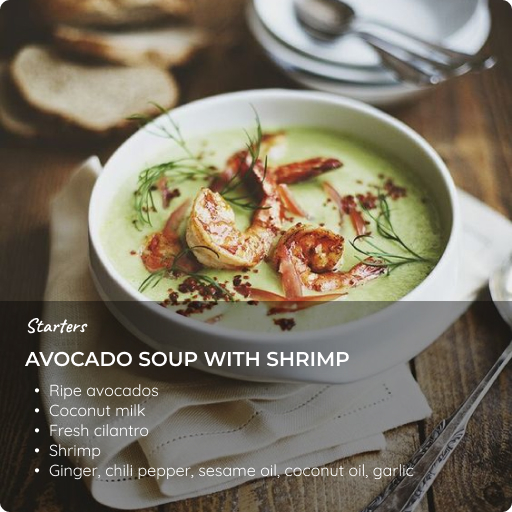 Starters
AVOCADO SOUP WITH SHRIMP
• Ripe avocados
• Coconut milk
• Fresh cilantro
• Shrimp
• Ginger, chili pepper, sesame oil, coconut oil, garlic